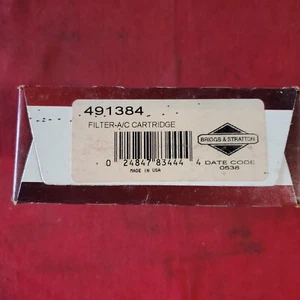 491384
FILTER-A/C CARTRIDGE
BRIGGS & STRATTON
0 24847 83444 4
DATE CODE
0538
MADE IN USA